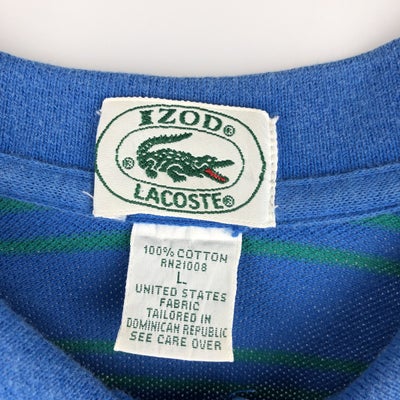 IZOD®
LACOSTE®
100% COTTON
RN21008
L
UNITED STATES
FABRIC
TAILORED IN
DOMINICAN REPUBLIC
SEE CARE OVER